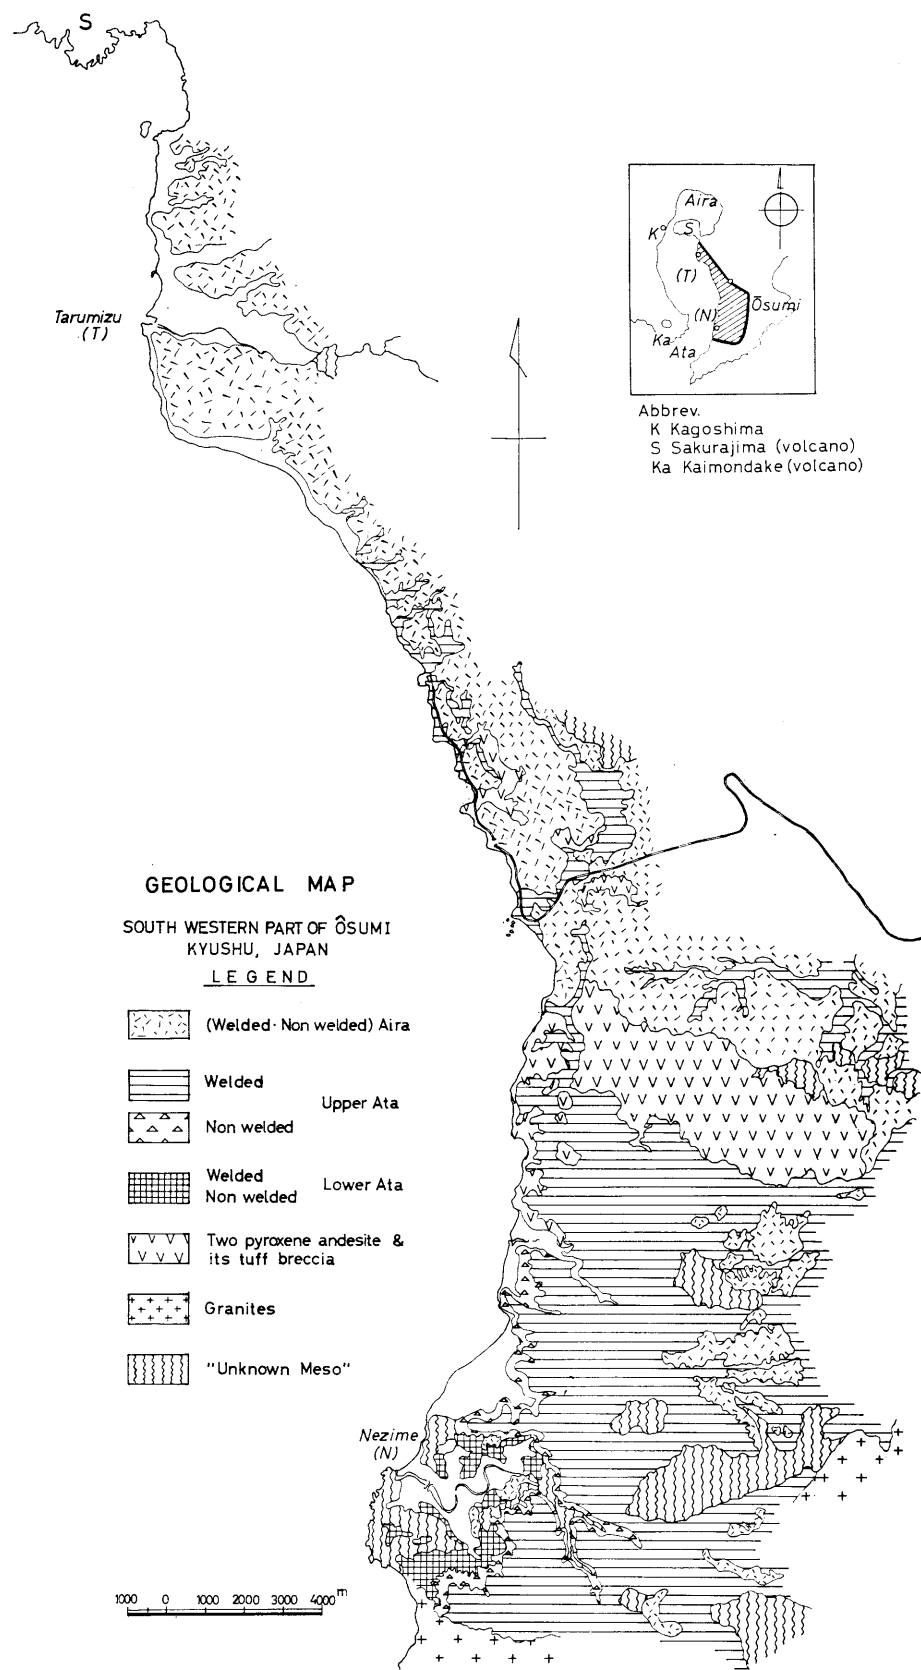 S
Tarumizu
(T)
Aira
K
S
(T)
Ōsumi
(N)
Ka
Ata
Abbrev.
K Kagoshima
S Sakurajima (volcano)
Ka Kaimondake (volcano)
GEOLOGICAL MAP
SOUTH WESTERN PART OF ÔSUMI
KYUSHU, JAPAN
LEGEND
(Welded · Non welded) Aira
Welded
Upper Ata
Non welded
Welded
Non welded
Lower Ata
Two pyroxene andesite &
its tuff breccia
Granites
"Unknown Meso"
Nezime
(N)
1000 0 1000 2000 3000 4000 m